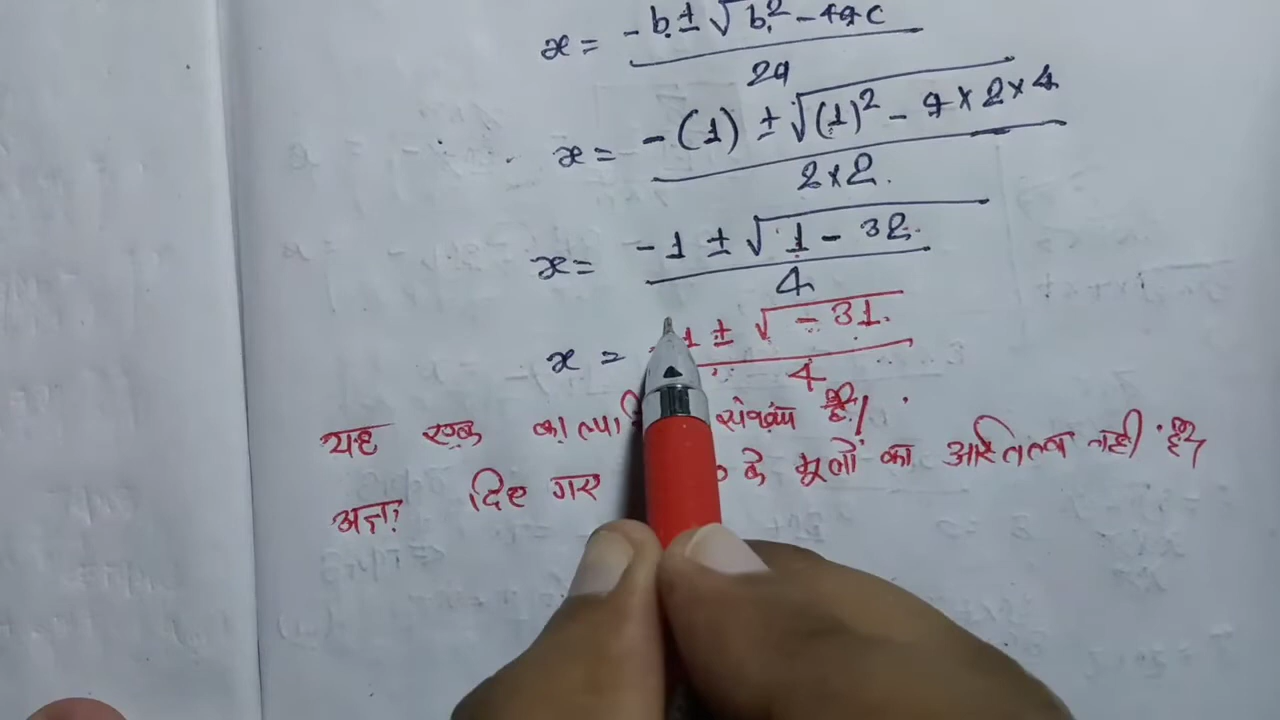 x = -b ± √b² - 4ac / 2a
x = -(1) ± √(1)² - 4×2×4 / 2×2
x = -1 ± √1 - 32 / 4
x = 1 ± √-31 / 4
यह एक संख्या है।
अतः दिए गए के मूलों का अस्तित्व नहीं है,